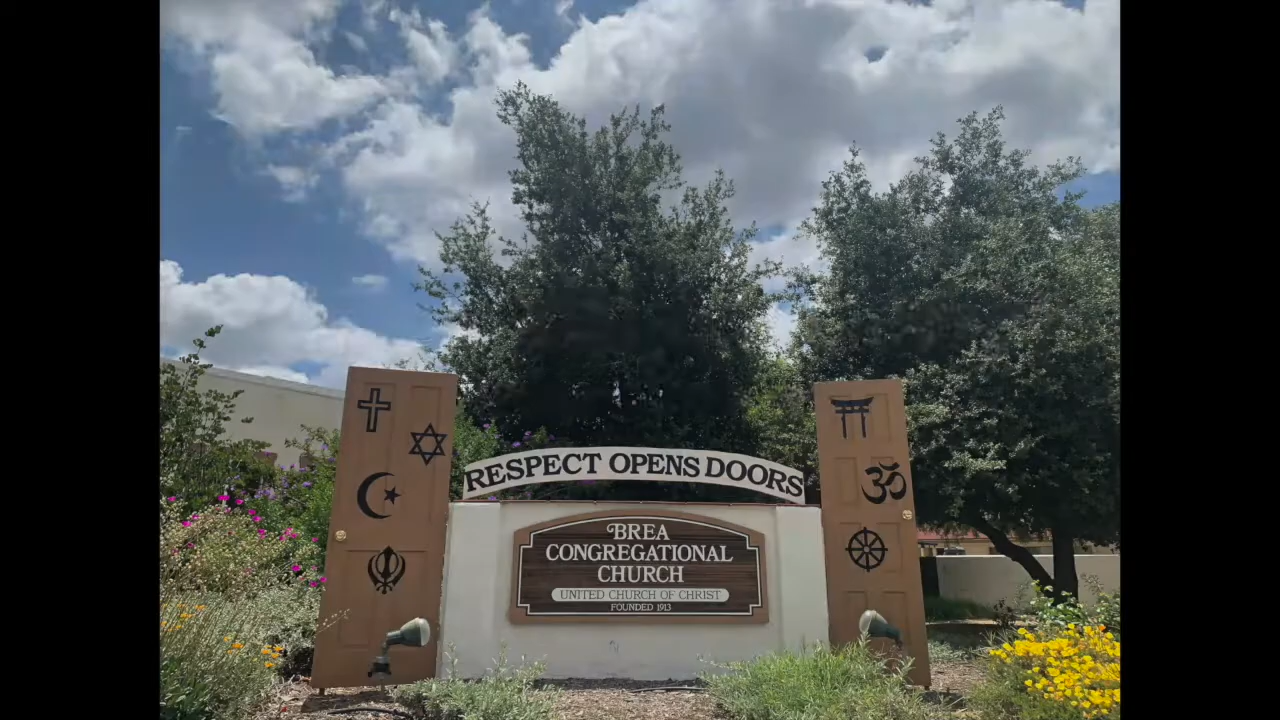 RESPECT OPENS DOORS
BREA
CONGREGATIONAL
CHURCH
UNITED CHURCH OF CHRIST
FOUNDED 1913
ॐ